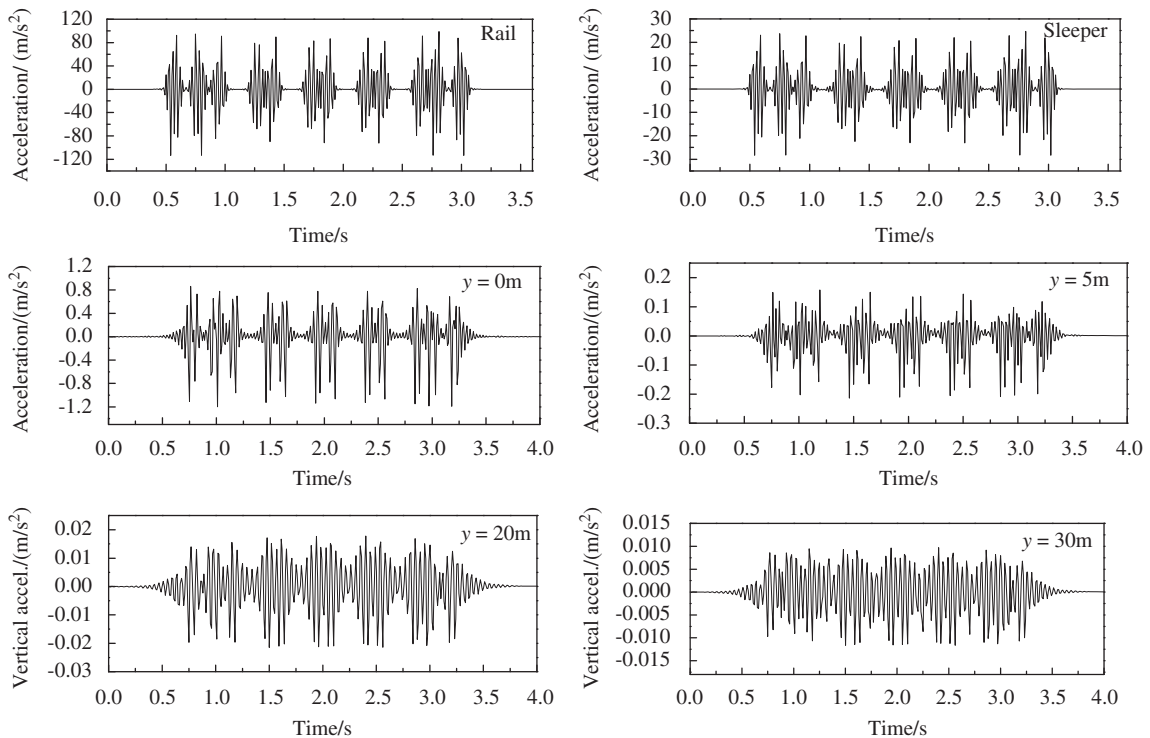 Acceleration/ (m/s²)
120
80
40
0
-40
-80
-120
Rail
0.0 0.5 1.0 1.5 2.0 2.5 3.0 3.5
Time/s
Acceleration/ (m/s²)
30
20
10
0
-10
-20
-30
Sleeper
0.0 0.5 1.0 1.5 2.0 2.5 3.0 3.5
Time/s
Acceleration/(m/s²)
1.2
0.8
0.4
0.0
-0.4
-0.8
-1.2
y = 0m
0.0 0.5 1.0 1.5 2.0 2.5 3.0 3.5 4.0
Time/s
Acceleration/(m/s²)
0.2
0.1
0.0
-0.1
-0.2
-0.3
y = 5m
0.0 0.5 1.0 1.5 2.0 2.5 3.0 3.5 4.0
Time/s
Vertical accel./(m/s²)
0.02
0.01
0.00
-0.01
-0.02
-0.03
y = 20m
0.0 0.5 1.0 1.5 2.0 2.5 3.0 3.5 4.0
Time/s
Vertical accel./(m/s²)
0.015
0.010
0.005
0.000
-0.005
-0.010
-0.015
y = 30m
0.0 0.5 1.0 1.5 2.0 2.5 3.0 3.5 4.0
Time/s